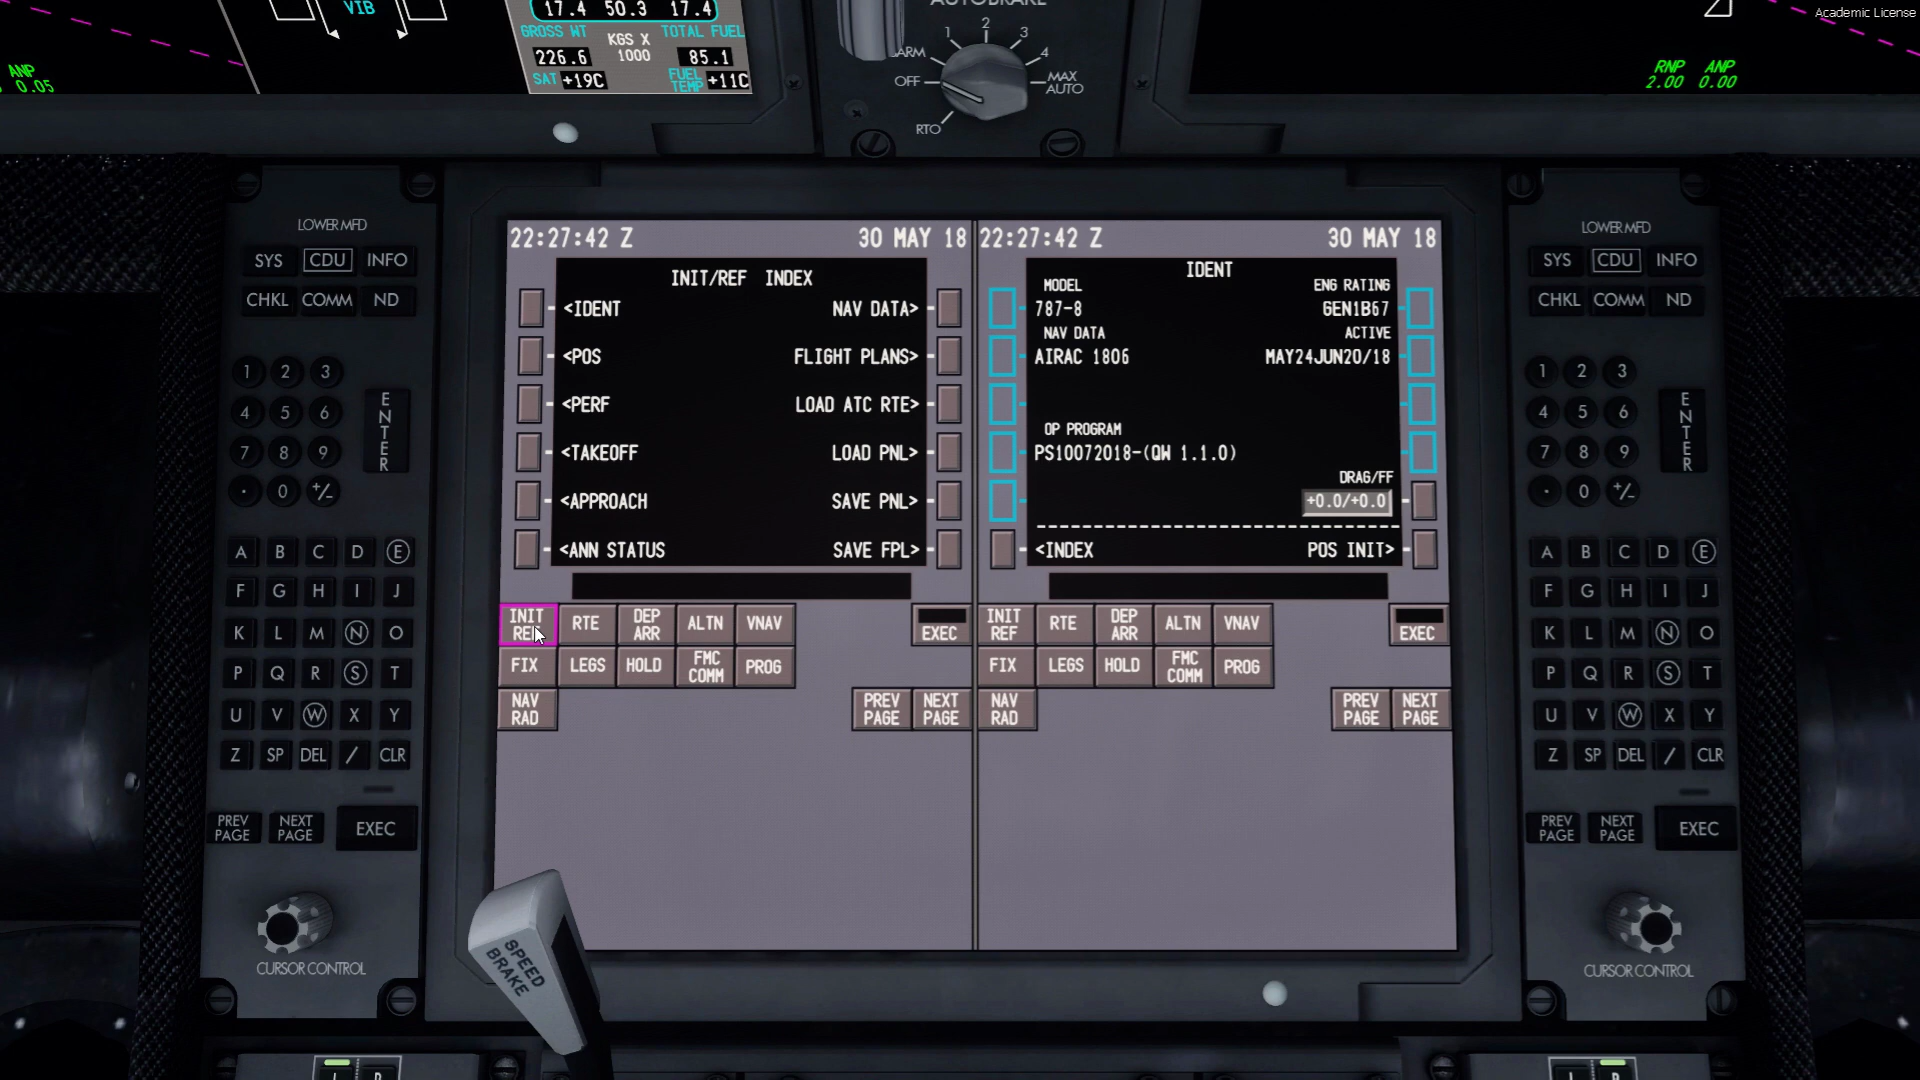 Academic License
VIB
17.4 50.3 17.4
GROSS WT
KGS X
1000
TOTAL FUEL
226.6
85.1
SAT +19C
FUEL
TEMP +11C
ANP
0.05
AUTOBRAKE
OFF
RTO
1
2
3
4
MAX
AUTO
RNP ANP
2.00 0.00
LOWER MFD
SYS CDU INFO
CHKL COMM ND
1 2 3
4 5 6
7 8 9
. 0 +/-
ENTER
A B C D E
F G H I J
K L M N O
P Q R S T
U V W X Y
Z SP DEL / CLR
PREV
PAGE
NEXT
PAGE
EXEC
CURSOR CONTROL
22:27:42 Z 30 MAY 18
INIT/REF INDEX
<IDENT NAV DATA>
<POS FLIGHT PLANS>
<PERF LOAD ATC RTE>
<TAKEOFF LOAD PNL>
<APPROACH SAVE PNL>
<ANN STATUS SAVE FPL>
INIT
REF
RTE
DEP
ARR
ALTN
VNAV
EXEC
FIX
LEGS
HOLD
FMC
COMM
PROG
NAV
RAD
PREV
PAGE
NEXT
PAGE
22:27:42 Z 30 MAY 18
IDENT
MODEL ENG RATING
787-8 GEN1B67
NAV DATA ACTIVE
AIRAC 1806 MAY24JUN20/18
OP PROGRAM
PS10072018-(QW 1.1.0)
DRAG/FF
+0.0/+0.0
<INDEX POS INIT>
INIT
REF
RTE
DEP
ARR
ALTN
VNAV
EXEC
FIX
LEGS
HOLD
FMC
COMM
PROG
NAV
RAD
PREV
PAGE
NEXT
PAGE
LOWER MFD
SYS CDU INFO
CHKL COMM ND
1 2 3
4 5 6
7 8 9
. 0 +/-
ENTER
A B C D E
F G H I J
K L M N O
P Q R S T
U V W X Y
Z SP DEL / CLR
PREV
PAGE
NEXT
PAGE
EXEC
CURSOR CONTROL
SPEED
BRAKE